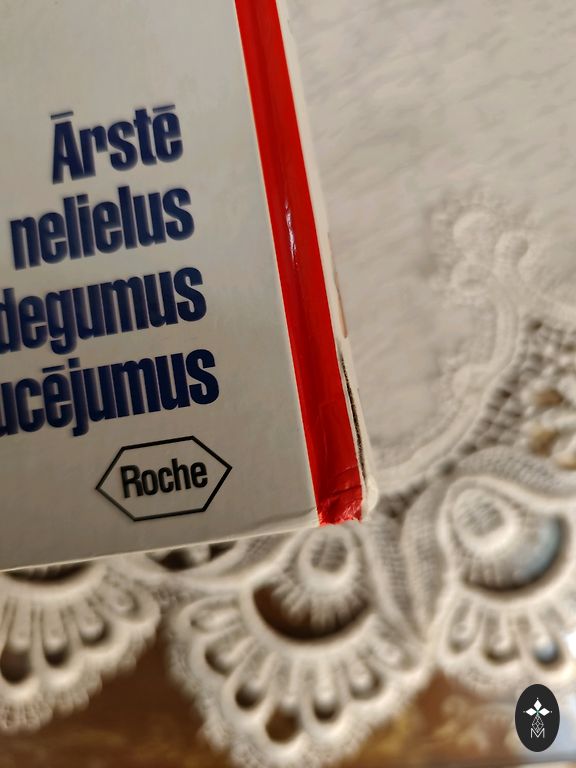 Ārstē
nelielus
degumus
ucējumus
Roche